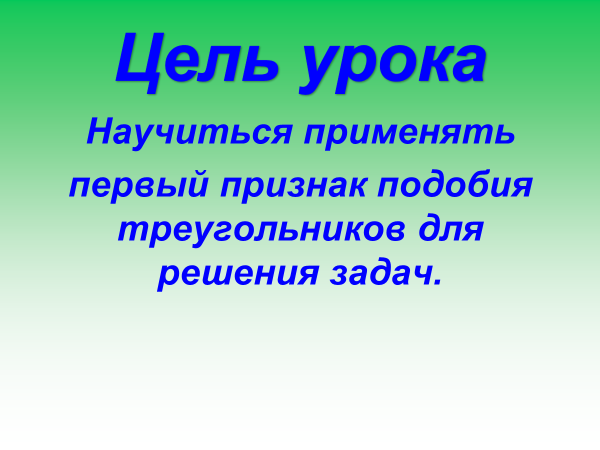 Цель урока
Научиться применять
первый признак подобия
треугольников для
решения задач.